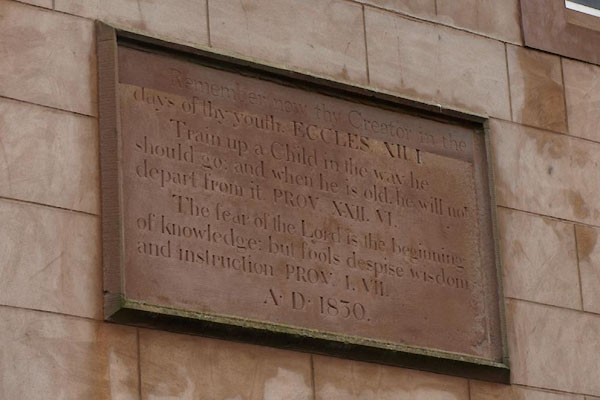 Remember now thy Creator in the
days of thy youth. ECCLES. XII. I.
Train up a Child in the way he
should go; and when he is old, he will not
depart from it. PROV. XXII. VI.
The fear of the Lord is the beginning
of knowledge: but fools despise wisdom
and instruction. PROV. I. VII.
A. D. 1830.